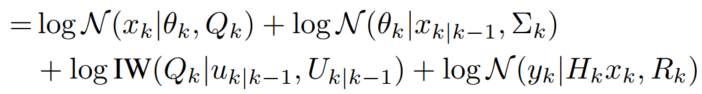 = log 𝒩(x_k|θ_k, Q_k) + log 𝒩(θ_k|x_{k|k−1}, Σ_k)
+ log IW(Q_k|u_{k|k−1}, U_{k|k−1}) + log 𝒩(y_k|H_k x_k, R_k)